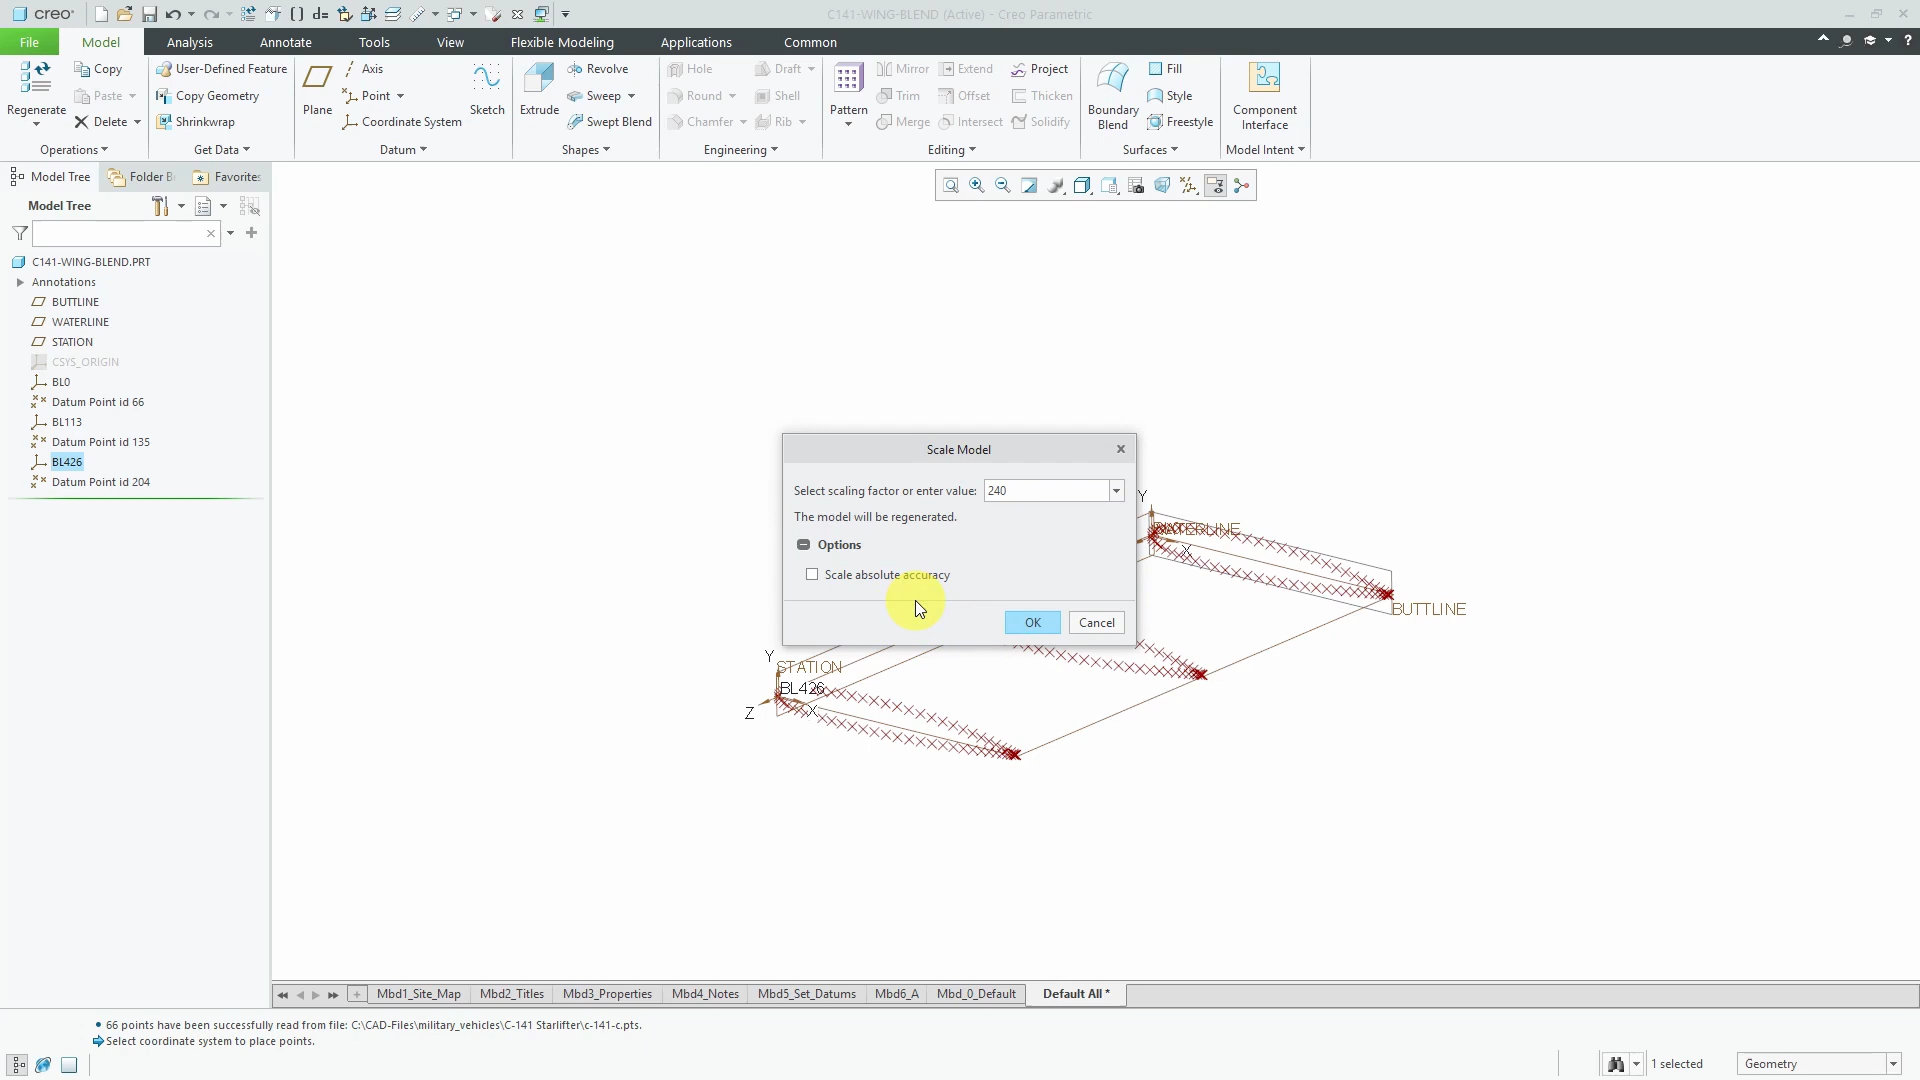 creo
C141-WING-BLEND (Active) - Creo Parametric
File
Model
Analysis
Annotate
Tools
View
Flexible Modeling
Applications
Common
Regenerate
Copy
Paste
Delete
Operations
User-Defined Feature
Copy Geometry
Shrinkwrap
Get Data
Plane
Axis
Point
Coordinate System
Sketch
Datum
Extrude
Revolve
Sweep
Swept Blend
Shapes
Hole
Round
Chamfer
Draft
Shell
Rib
Engineering
Pattern
Mirror
Trim
Merge
Extend
Offset
Intersect
Project
Thicken
Solidify
Editing
Boundary
Blend
Fill
Style
Freestyle
Surfaces
Component
Interface
Model Intent
Model Tree
Folder B
Favorites
Model Tree
C141-WING-BLEND.PRT
Annotations
BUTTLINE
WATERLINE
STATION
CSYS_ORIGIN
BL0
Datum Point id 66
BL113
Datum Point id 135
BL426
Datum Point id 204
Scale Model
Select scaling factor or enter value: 240
The model will be regenerated.
Options
Scale absolute accuracy
OK
Cancel
Y
WATERLINE
X
BUTTLINE
Y
STATION
BL426
Z
X
Mbd1_Site_Map
Mbd2_Titles
Mbd3_Properties
Mbd4_Notes
Mbd5_Set_Datums
Mbd6_A
Mbd_0_Default
Default All *
• 66 points have been successfully read from file: C:\CAD-Files\military_vehicles\C-141 Starlifter\c-141-c.pts.
Select coordinate system to place points.
1 selected
Geometry